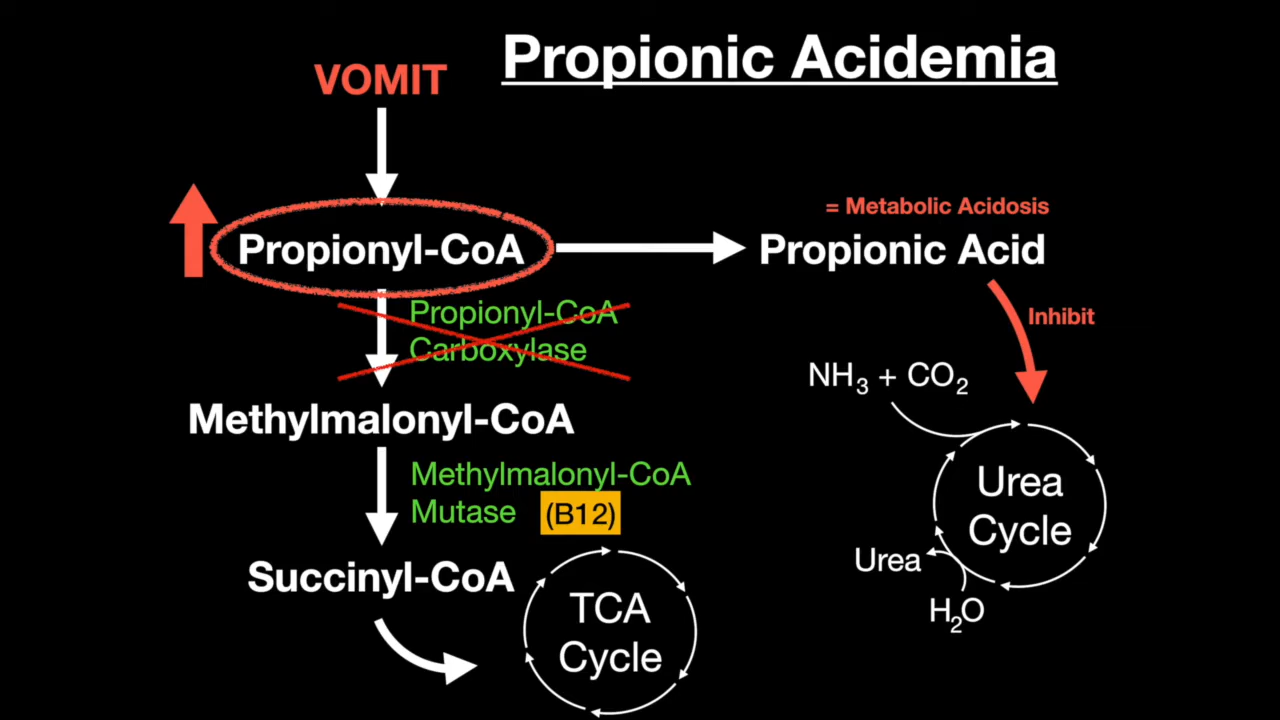 Propionic Acidemia
VOMIT
= Metabolic Acidosis
Propionyl-CoA
Propionic Acid
Propionyl-CoA
Carboxylase
Inhibit
NH₃ + CO₂
Methylmalonyl-CoA
Methylmalonyl-CoA
Mutase (B12)
Urea
Cycle
Urea
H₂O
Succinyl-CoA
TCA
Cycle